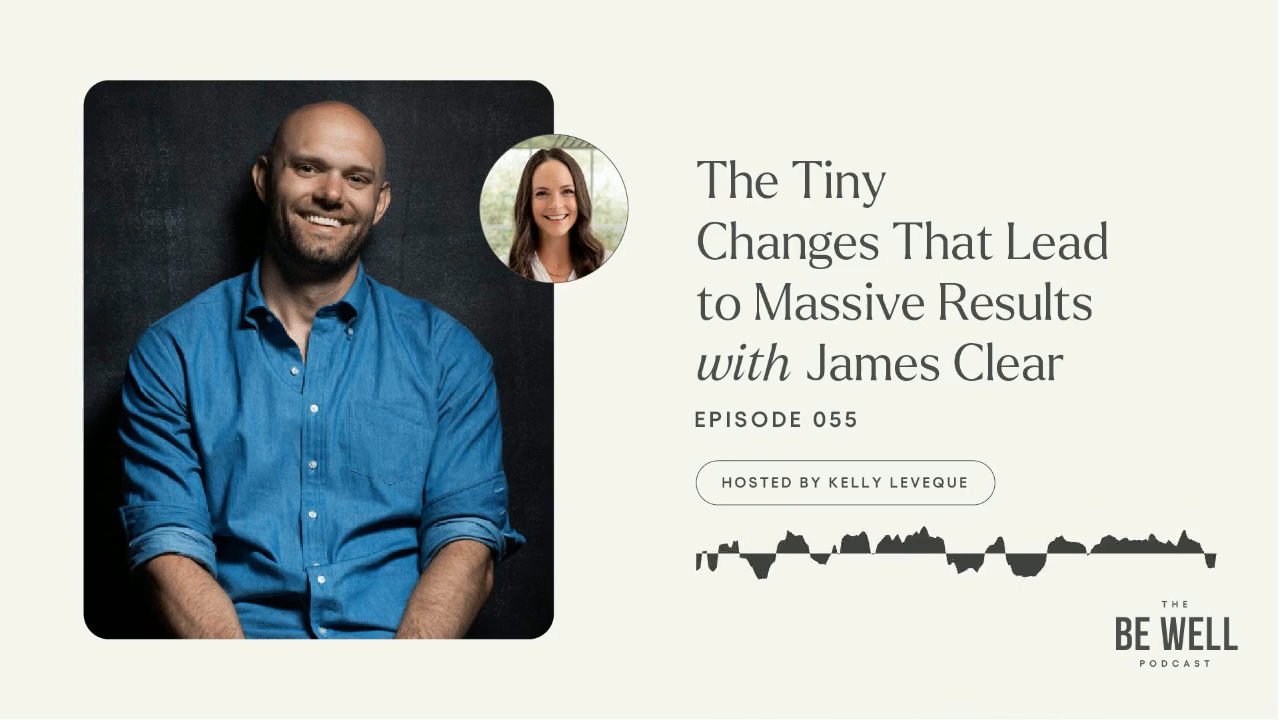 The Tiny
Changes That Lead
to Massive Results
with James Clear
EPISODE 055
HOSTED BY KELLY LEVEQUE
THE
BE WELL
PODCAST